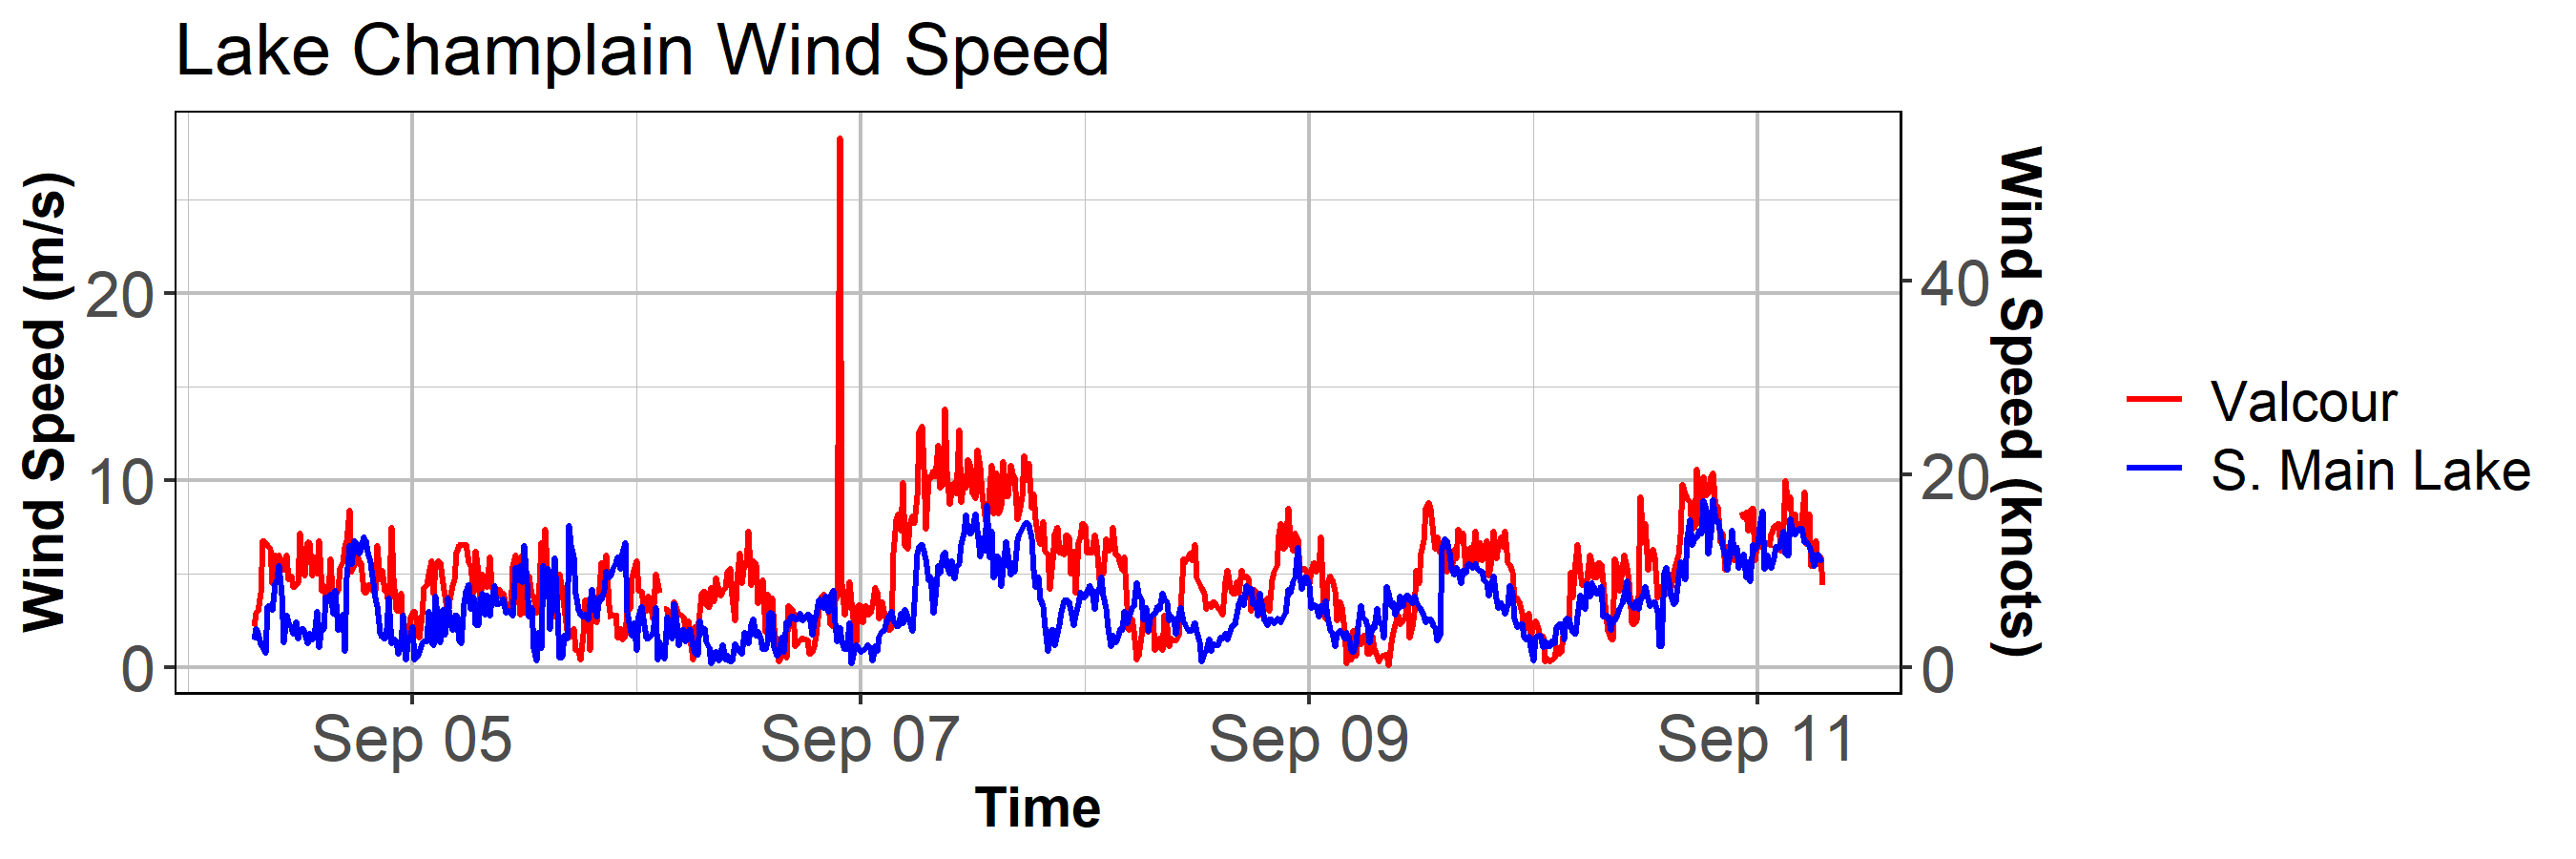 Lake Champlain Wind Speed
Wind Speed (m/s)
20
10
0
Wind Speed (knots)
40
20
0
Valcour
S. Main Lake
Sep 05
Sep 07
Sep 09
Sep 11
Time